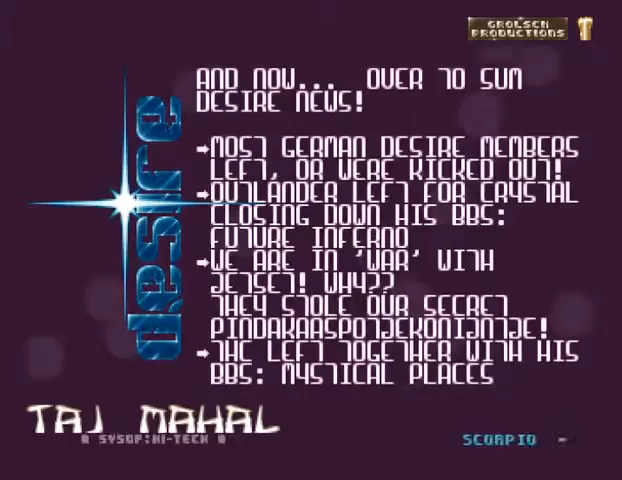 GROLSCH
PRODUCTIONS
AND NOW... OVER TO SUM
DESIRE NEWS!
➔MOST GERMAN DESIRE MEMBERS
LEFT, OR WERE KICKED OUT!
➔OUTLANDER LEFT FOR CRYSTAL
CLOSING DOWN HIS BBS:
FUTURE INFERNO
➔WE ARE IN 'WAR' WITH
JETSET! WHY??
THEY STOLE OUR SECRET
PINDAKAASPOTJEKONIJNTJE!
➔THC LEFT TOGETHER WITH HIS
BBS: MYSTICAL PLACES
desire
TAJ MAHAL
SYSOP:HI-TECK
SCORPIO -